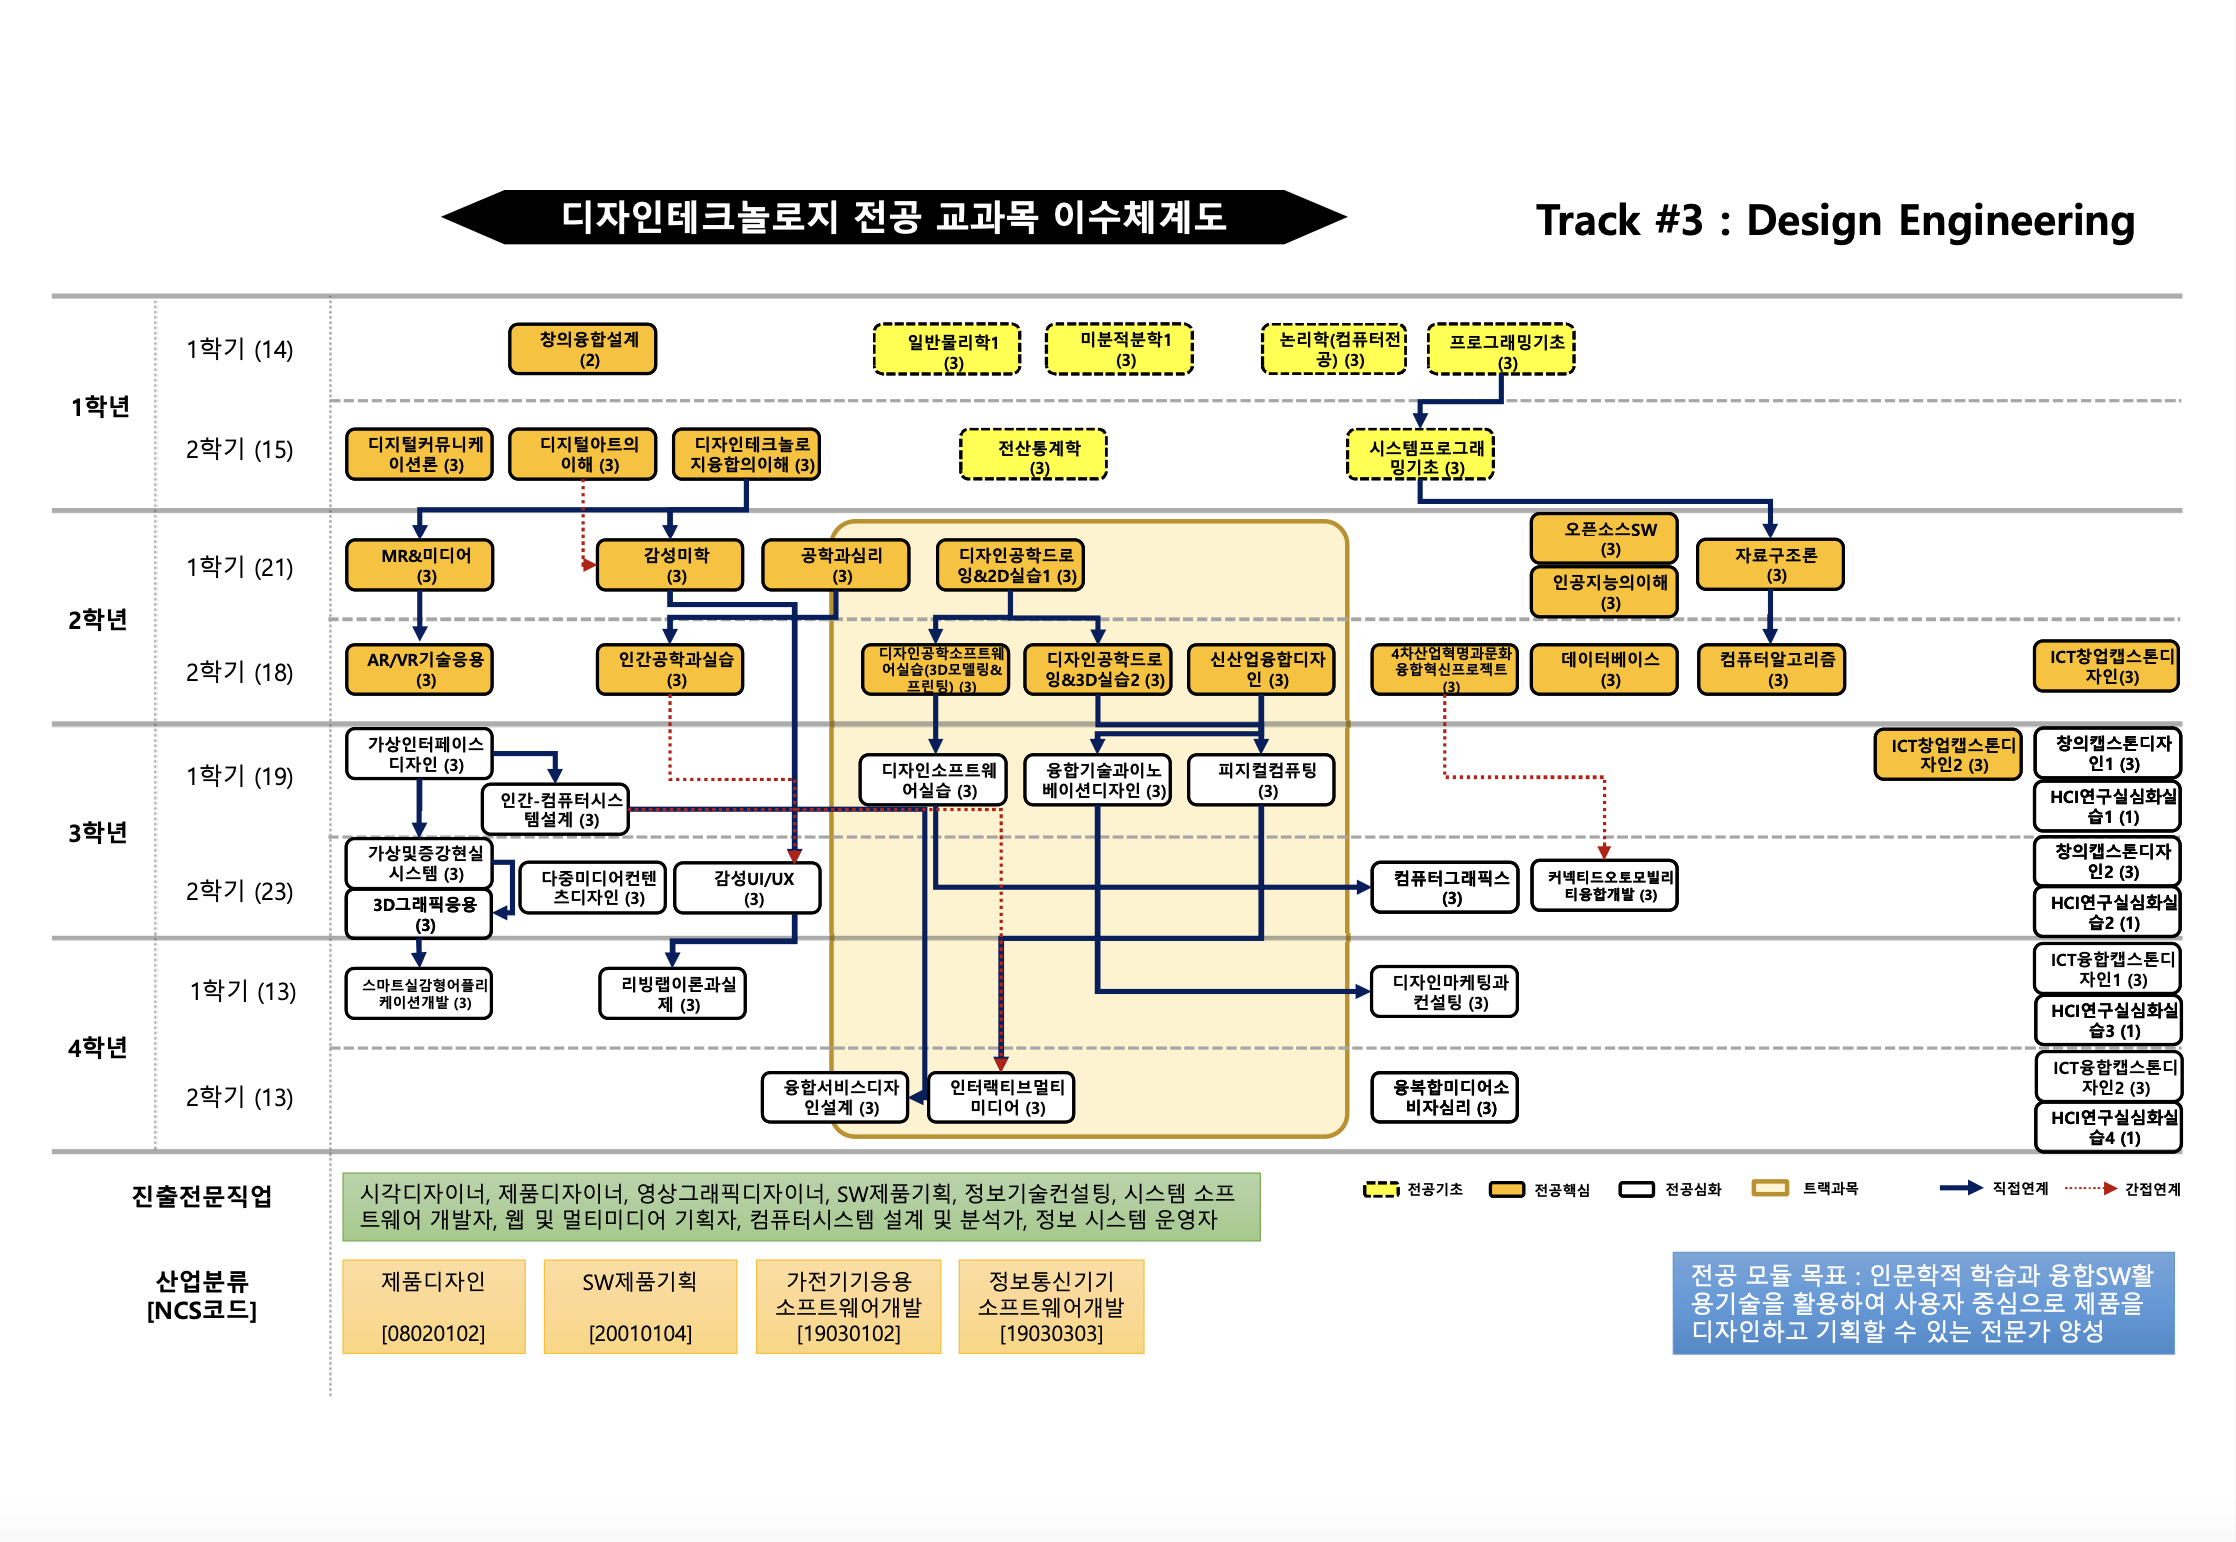 디자인테크놀로지 전공 교과목 이수체계도
Track #3 : Design Engineering
1학년
1학기 (14)
창의융합설계
(2)
일반물리학1
(3)
미분적분학1
(3)
논리학(컴퓨터전
공) (3)
프로그래밍기초
(3)
2학기 (15)
디지털커뮤니케
이션론 (3)
디지털아트의
이해 (3)
디자인테크놀로
지융합의이해 (3)
전산통계학
(3)
시스템프로그래
밍기초 (3)
2학년
1학기 (21)
MR&미디어
(3)
감성미학
(3)
공학과심리
(3)
디자인공학드로
잉&2D실습1 (3)
오픈소스SW
(3)
인공지능의이해
(3)
자료구조론
(3)
2학기 (18)
AR/VR기술응용
(3)
인간공학과실습
(3)
디자인공학소프트웨
어실습(3D모델링&
프린팅) (3)
디자인공학드로
잉&3D실습2 (3)
신산업융합디자
인 (3)
4차산업혁명과문화
융합혁신프로젝트
(3)
데이터베이스
(3)
컴퓨터알고리즘
(3)
ICT창업캡스톤디
자인(3)
3학년
1학기 (19)
가상인터페이스
디자인 (3)
인간-컴퓨터시스
템설계 (3)
디자인소프트웨
어실습 (3)
융합기술과이노
베이션디자인 (3)
피지컬컴퓨팅
(3)
ICT창업캡스톤디
자인2 (3)
창의캡스톤디자
인1 (3)
HCI연구실심화실
습1 (1)
2학기 (23)
가상및증강현실
시스템 (3)
3D그래픽응용
(3)
다중미디어컨텐
츠디자인 (3)
감성UI/UX
(3)
컴퓨터그래픽스
(3)
커넥티드오토모빌리
티융합개발 (3)
창의캡스톤디자
인2 (3)
HCI연구실심화실
습2 (1)
4학년
1학기 (13)
스마트실감형어플리
케이션개발 (3)
리빙랩이론과실
제 (3)
디자인마케팅과
컨설팅 (3)
ICT융합캡스톤디
자인1 (3)
HCI연구실심화실
습3 (1)
2학기 (13)
융합서비스디자
인설계 (3)
인터랙티브멀티
미디어 (3)
융복합미디어소
비자심리 (3)
ICT융합캡스톤디
자인2 (3)
HCI연구실심화실
습4 (1)
진출전문직업
시각디자이너, 제품디자이너, 영상그래픽디자이너, SW제품기획, 정보기술컨설팅, 시스템 소프
트웨어 개발자, 웹 및 멀티미디어 기획자, 컴퓨터시스템 설계 및 분석가, 정보 시스템 운영자
전공기초
전공핵심
전공심화
트랙과목
직접연계
간접연계
산업분류
[NCS코드]
제품디자인
[08020102]
SW제품기획
[20010104]
가전기기응용
소프트웨어개발
[19030102]
정보통신기기
소프트웨어개발
[19030303]
전공 모듈 목표 : 인문학적 학습과 융합SW활
용기술을 활용하여 사용자 중심으로 제품을
디자인하고 기획할 수 있는 전문가 양성